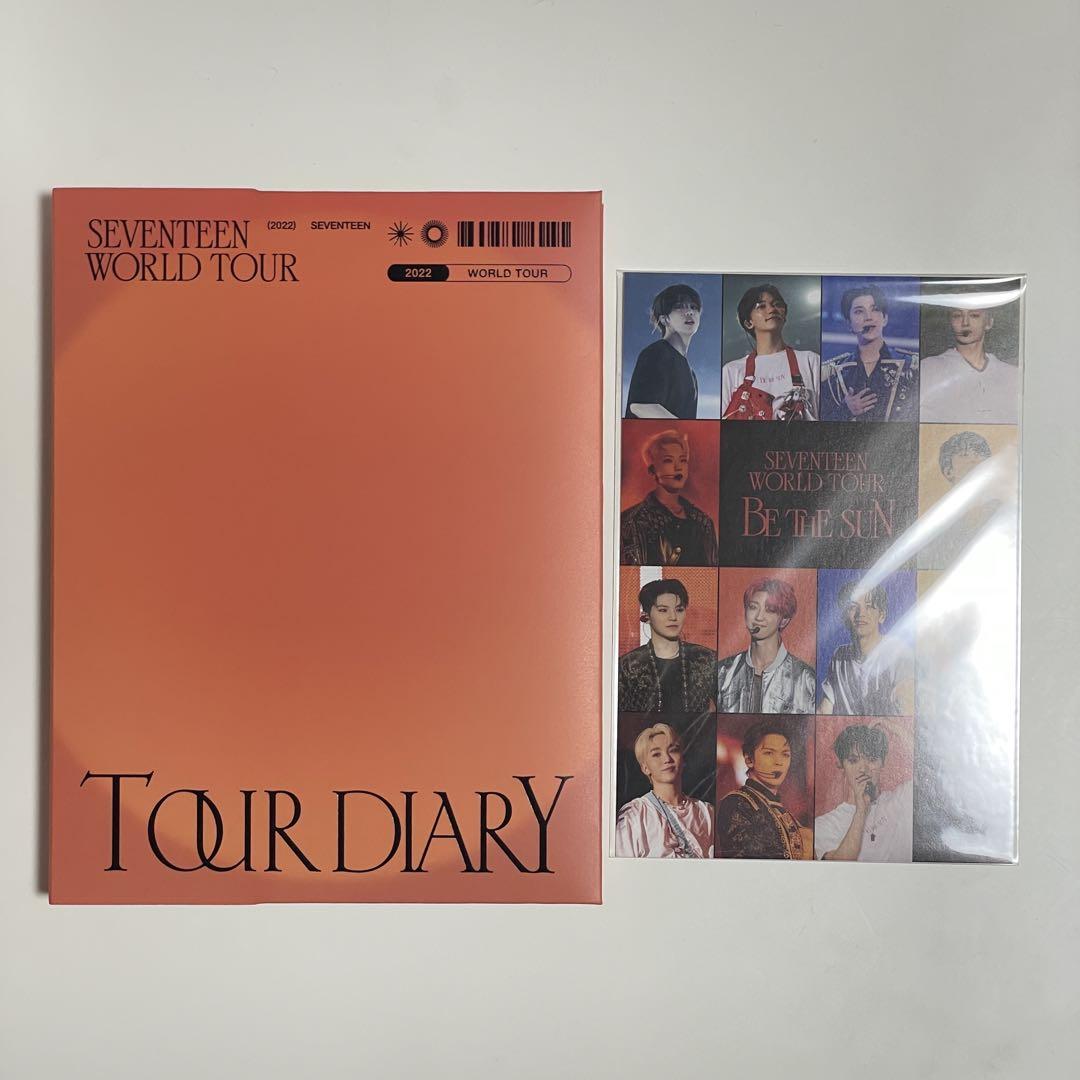 SEVENTEEN
WORLD TOUR
(2022) SEVENTEEN
2022 WORLD TOUR
TOUR DIARY
SEVENTEEN
WORLD TOUR
BE THE SUN